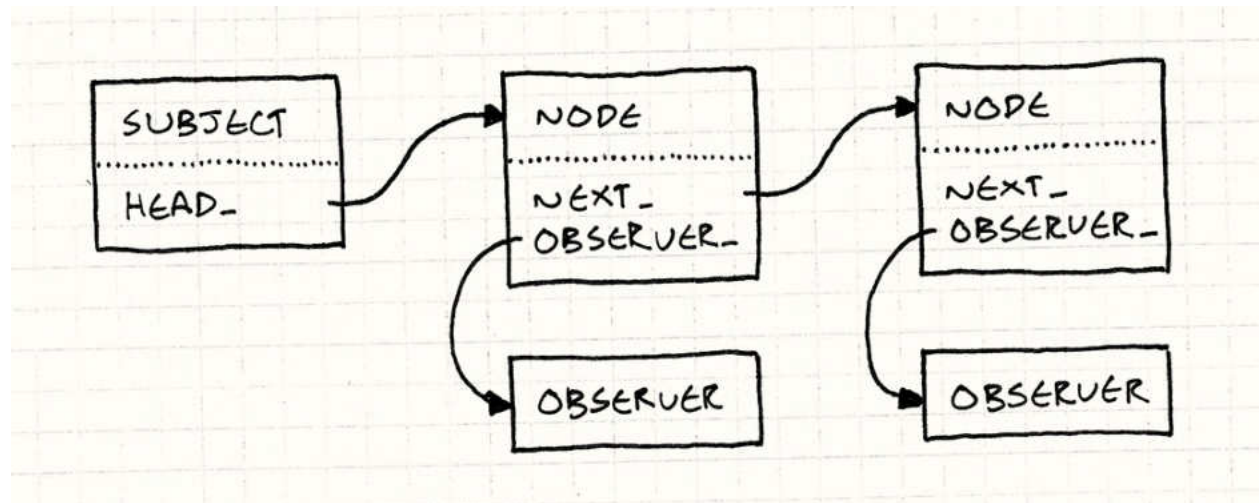 SUBJECT
HEAD_
NODE
NEXT_
OBSERVER_
NODE
NEXT_
OBSERVER_
OBSERVER
OBSERVER